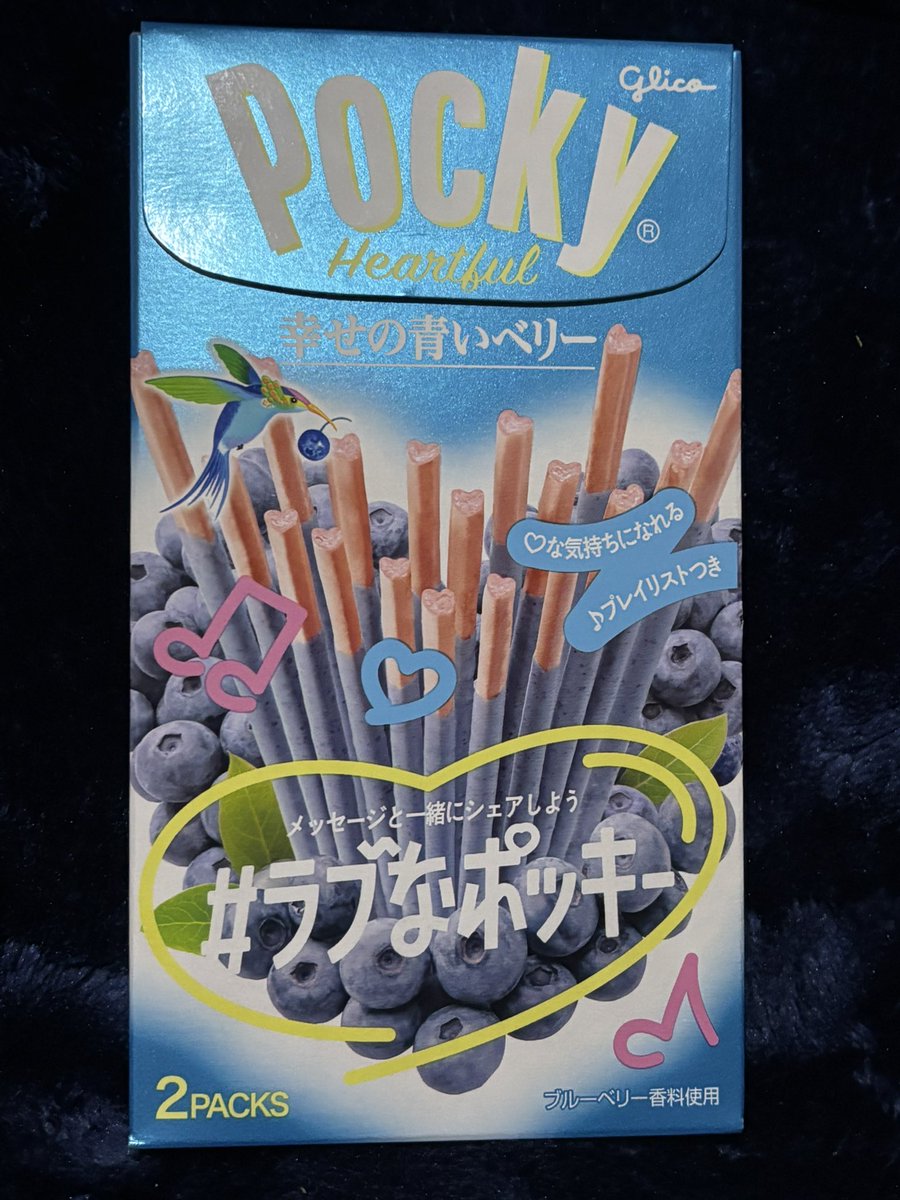 Glico
Pocky®
Heartful
幸せの青いベリー
♡な気持ちになれる
♪プレイリストつき
メッセージと一緒にシェアしよう
#ラブなポッキー
2PACKS
ブルーベリー香料使用